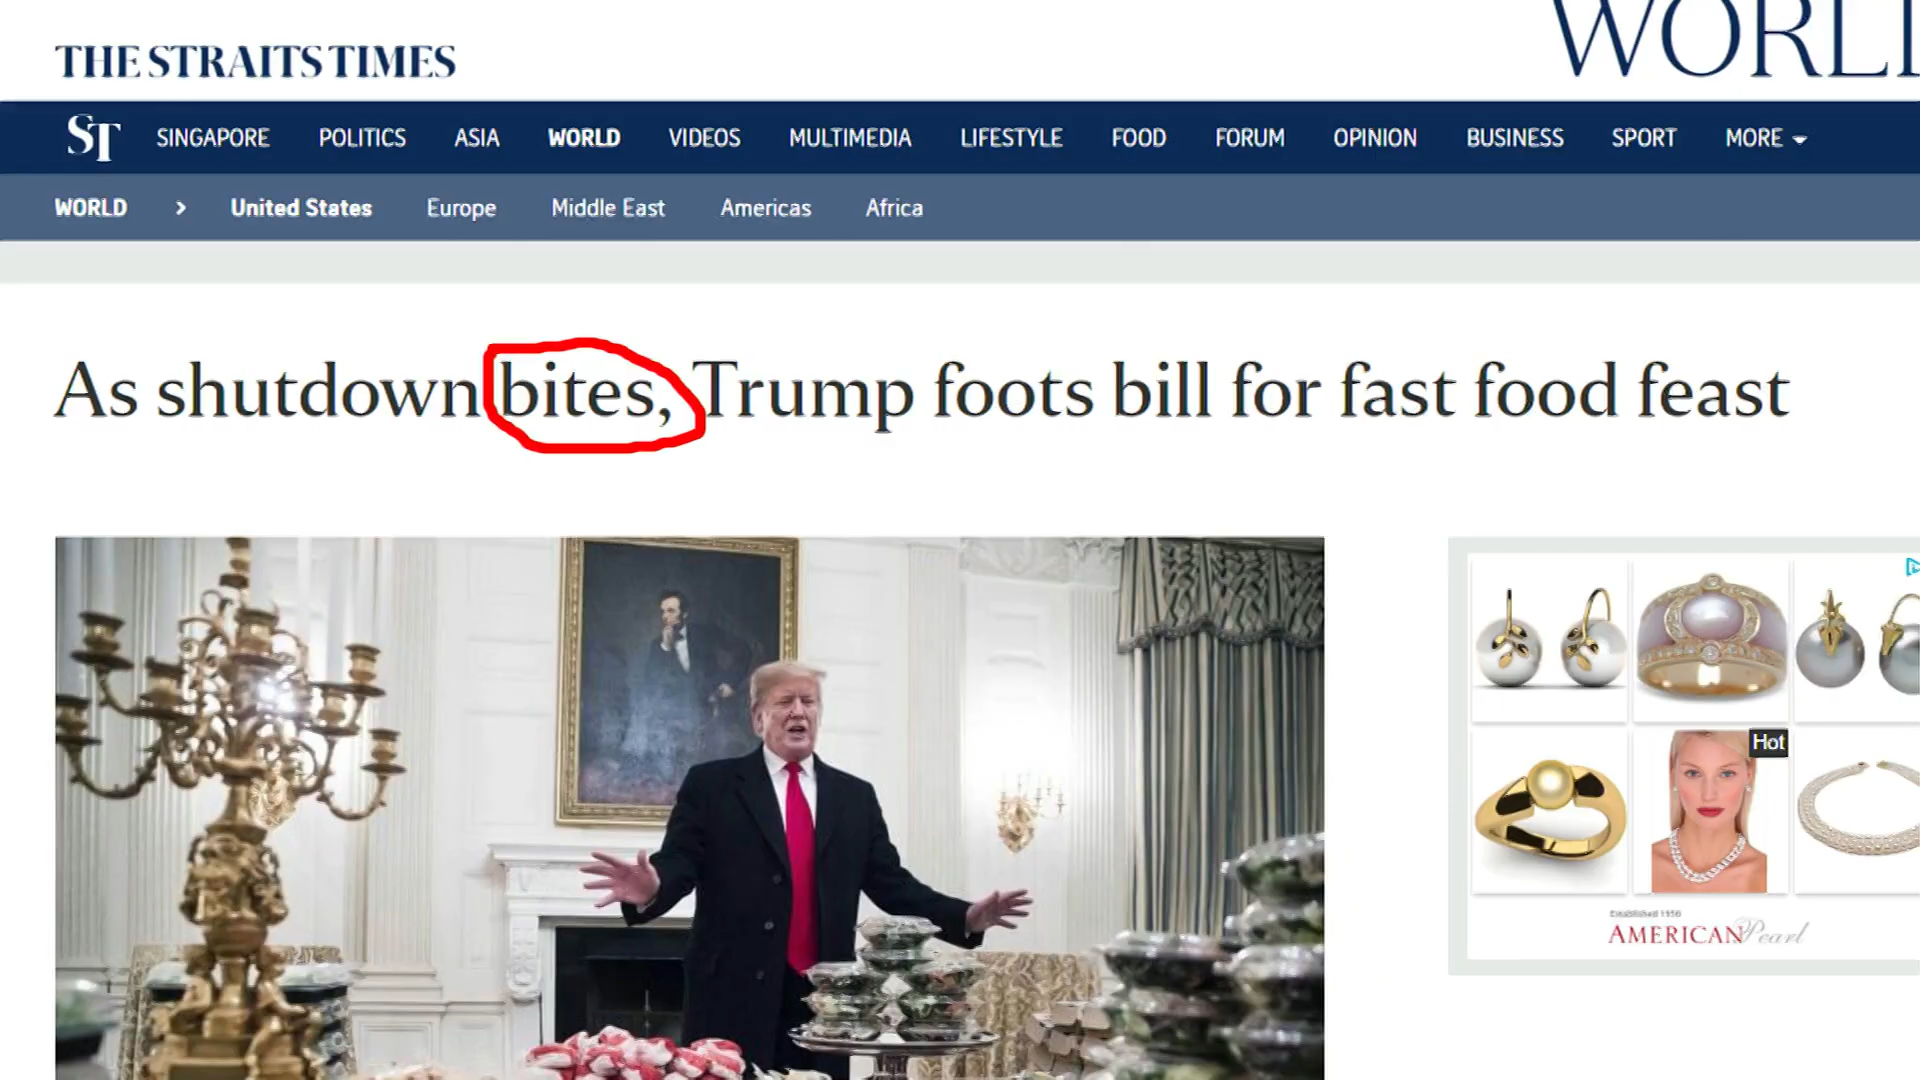 WORL
THE STRAITS TIMES
ST SINGAPORE POLITICS ASIA WORLD VIDEOS MULTIMEDIA LIFESTYLE FOOD FORUM OPINION BUSINESS SPORT MORE
WORLD > United States Europe Middle East Americas Africa
As shutdown bites, Trump foots bill for fast food feast
Hot
Established 1950
AMERICAN Pearl